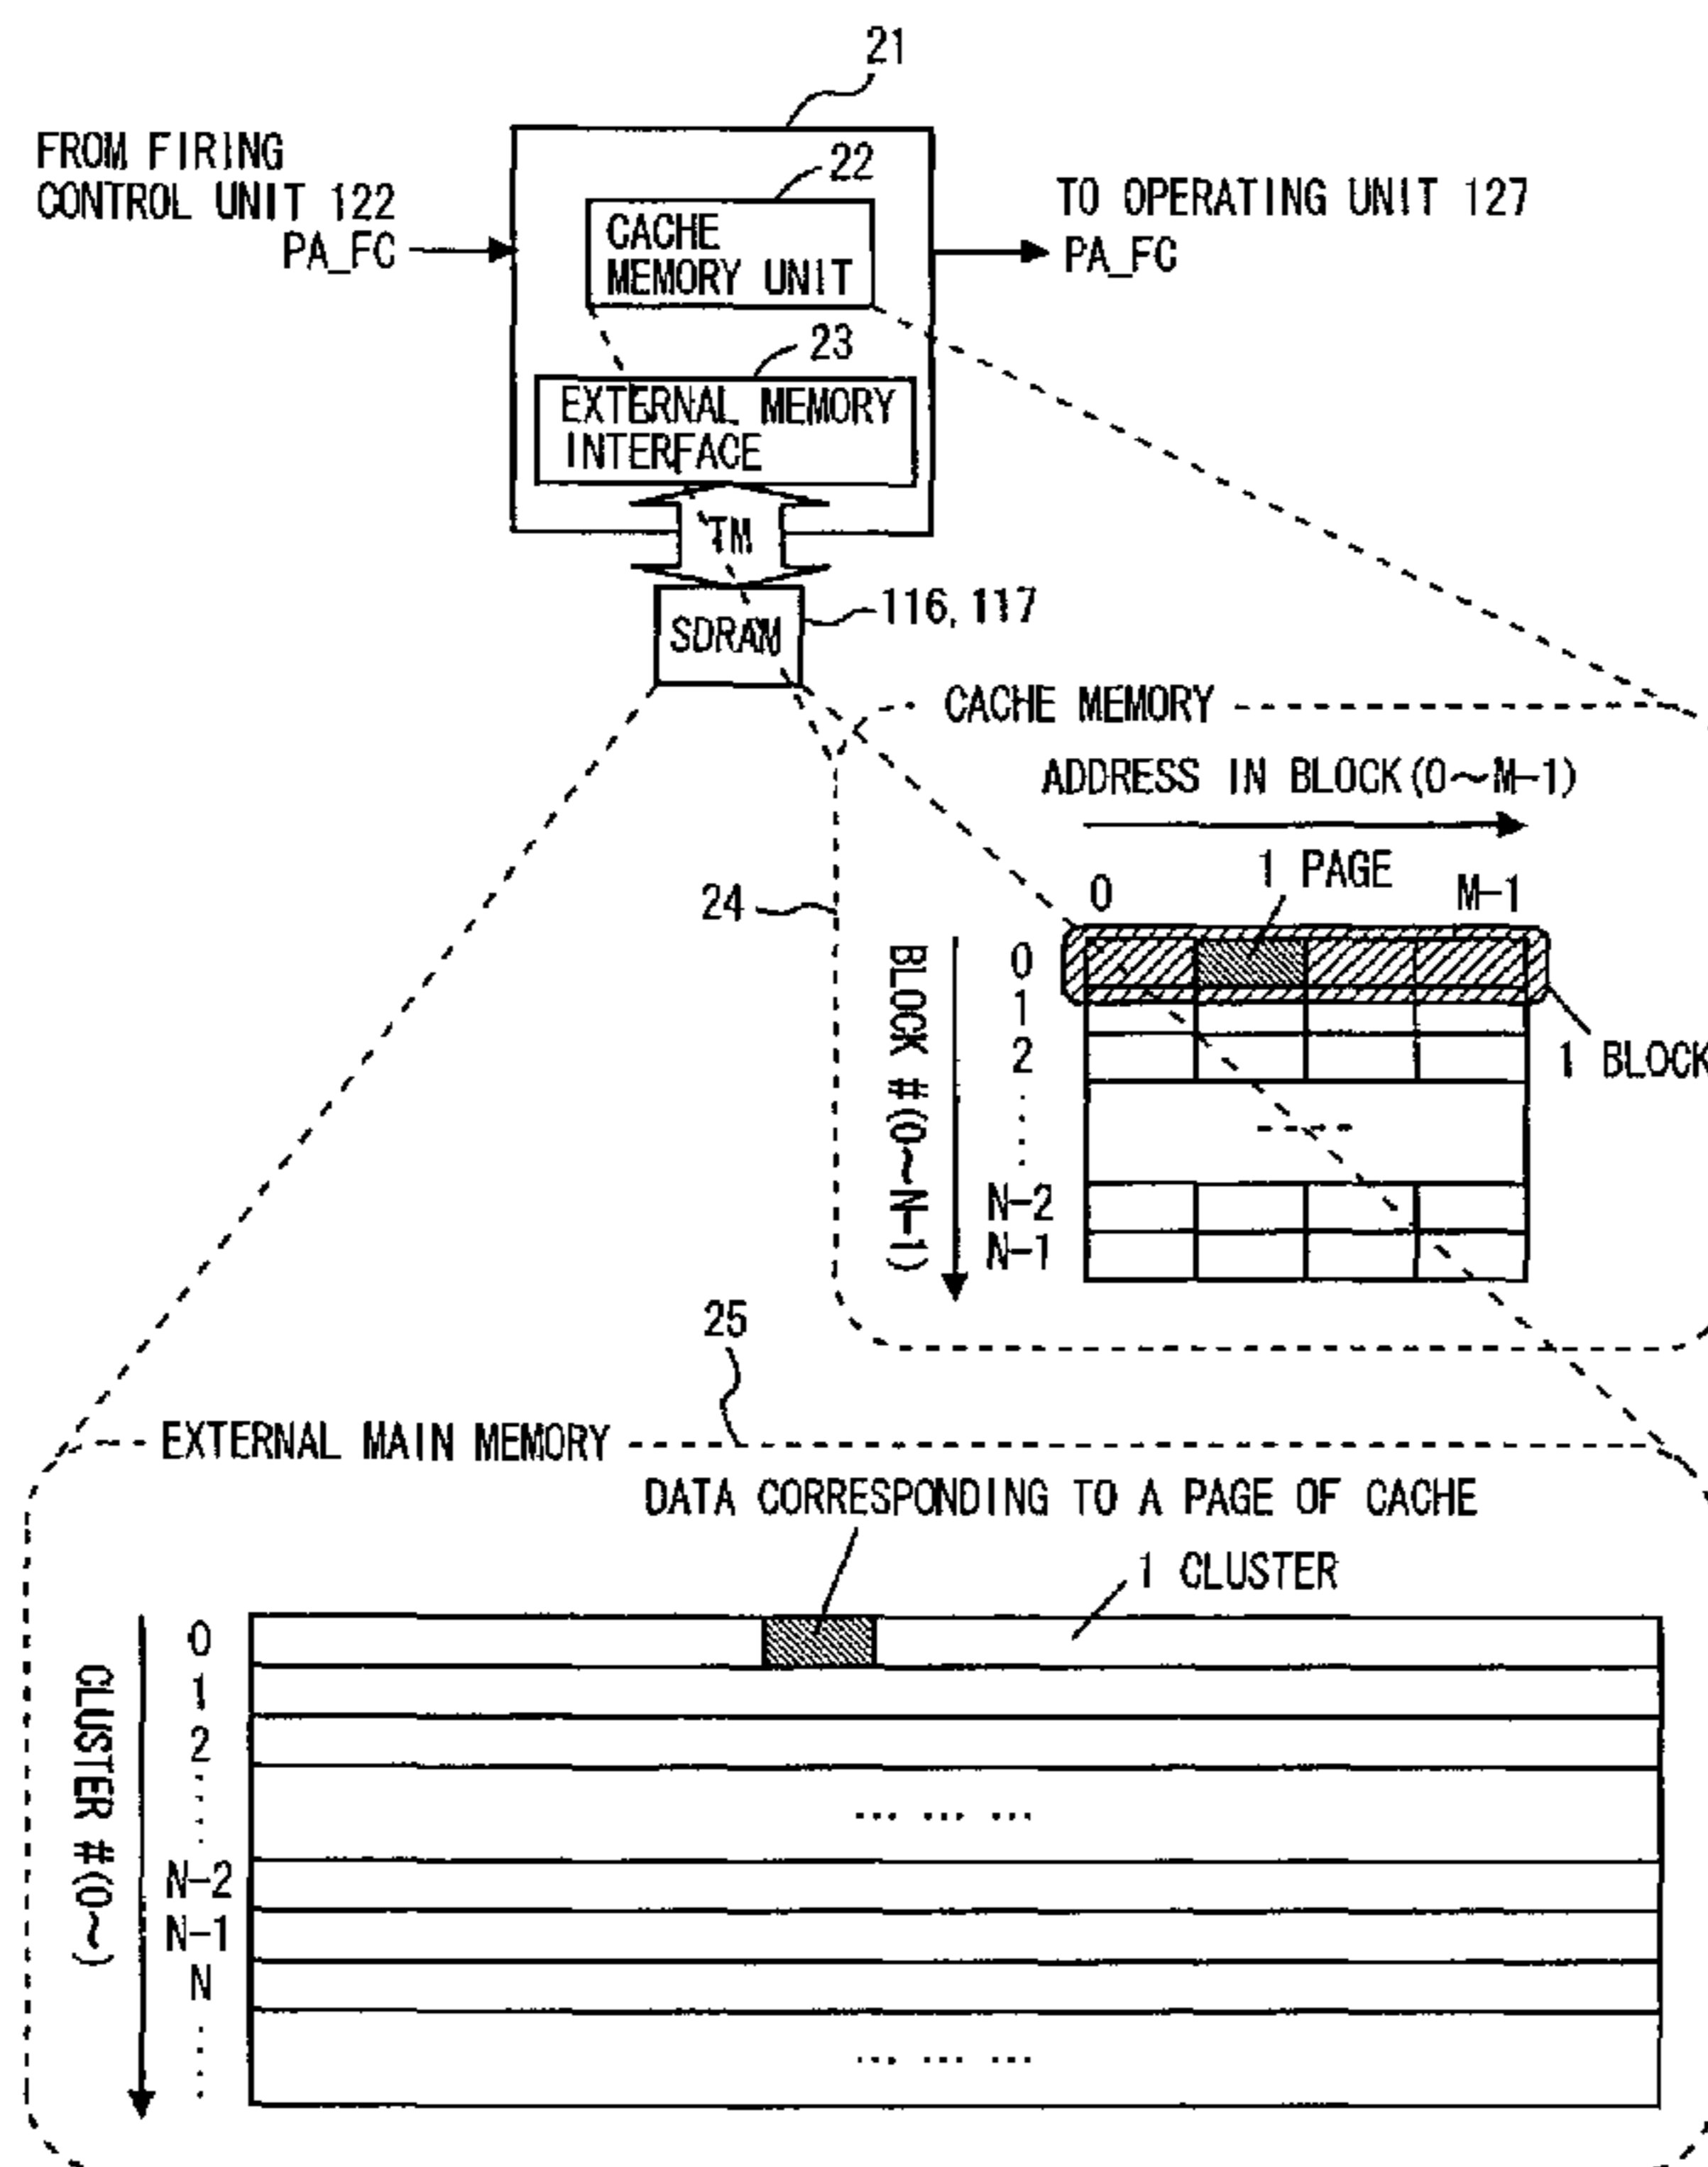 21
FROM FIRING
CONTROL UNIT 122
PA_FC
22
CACHE
MEMORY UNIT
TO OPERATING UNIT 127
PA_FC
23
EXTERNAL MEMORY
INTERFACE
TM
SDRAM
116, 117
CACHE MEMORY
ADDRESS IN BLOCK(0～M-1)
1 PAGE
0
M-1
24
BLOCK #(0～N-1)
0
1
2
N-2
N-1
1 BLOCK
25
EXTERNAL MAIN MEMORY
DATA CORRESPONDING TO A PAGE OF CACHE
1 CLUSTER
CLUSTER #(0～)
0
1
2
N-2
N-1
N